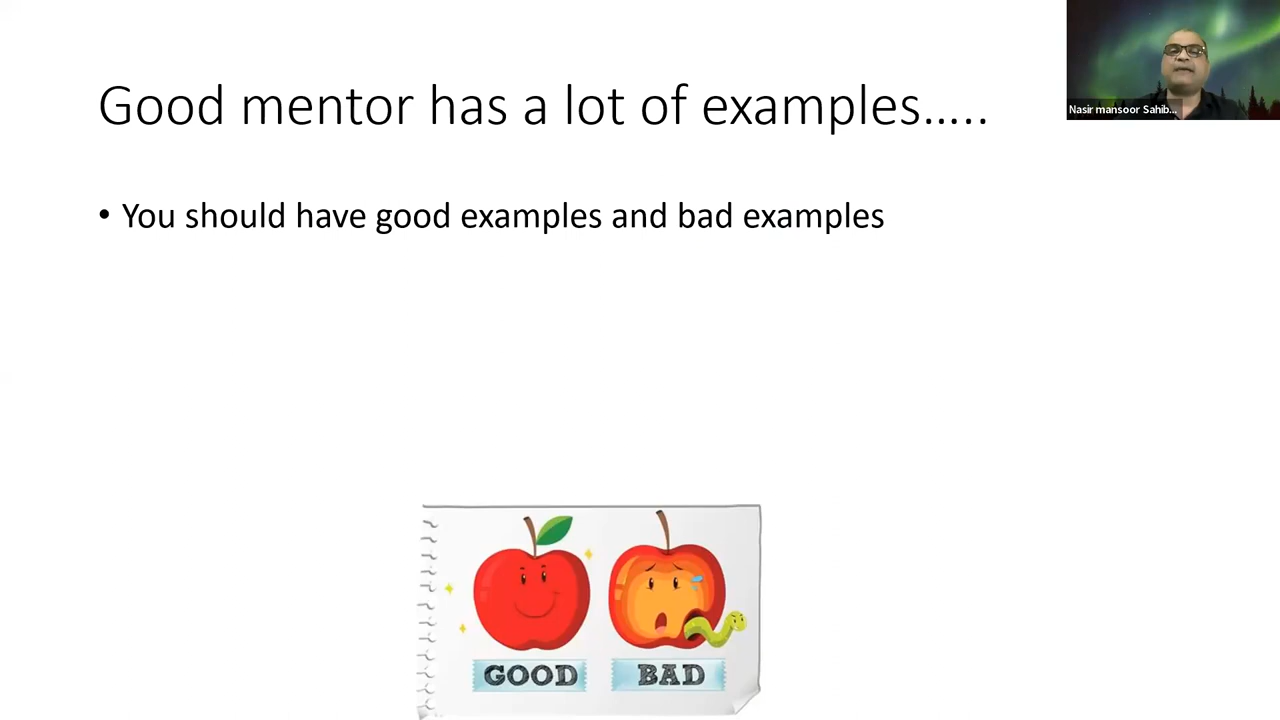 Good mentor has a lot of examples…..
Nasir mansoor Sahib...
• You should have good examples and bad examples
GOOD
BAD